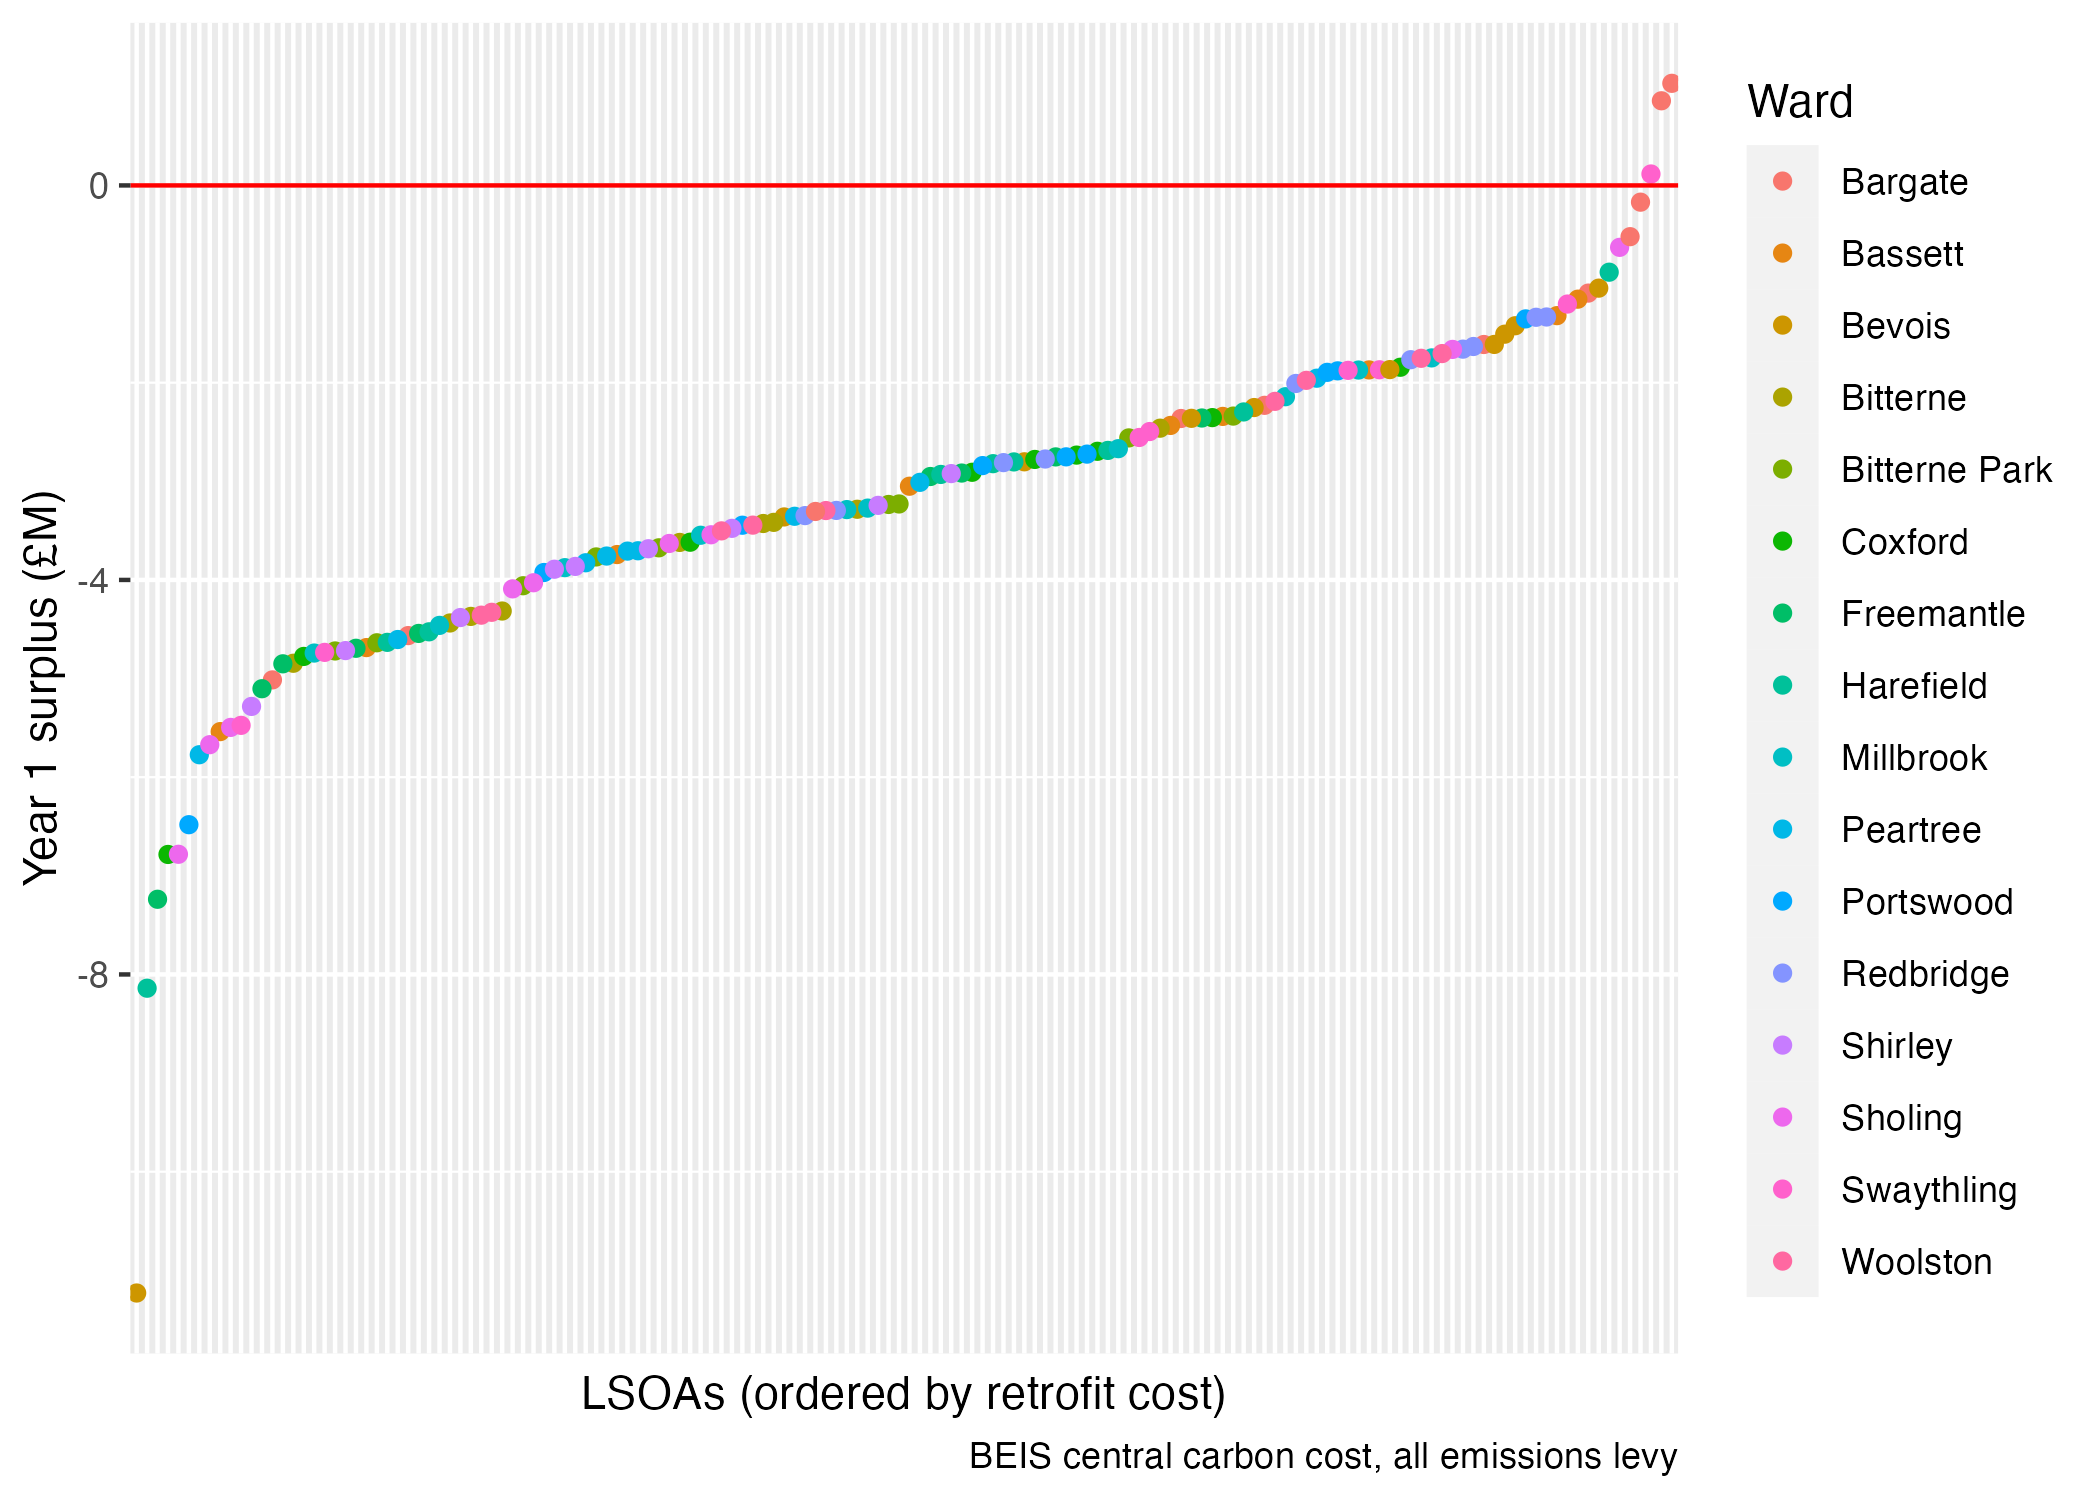 Year 1 surplus (£M)
0
-4
-8
LSOAs (ordered by retrofit cost)
BEIS central carbon cost, all emissions levy
Ward
Bargate
Bassett
Bevois
Bitterne
Bitterne Park
Coxford
Freemantle
Harefield
Millbrook
Peartree
Portswood
Redbridge
Shirley
Sholing
Swaythling
Woolston